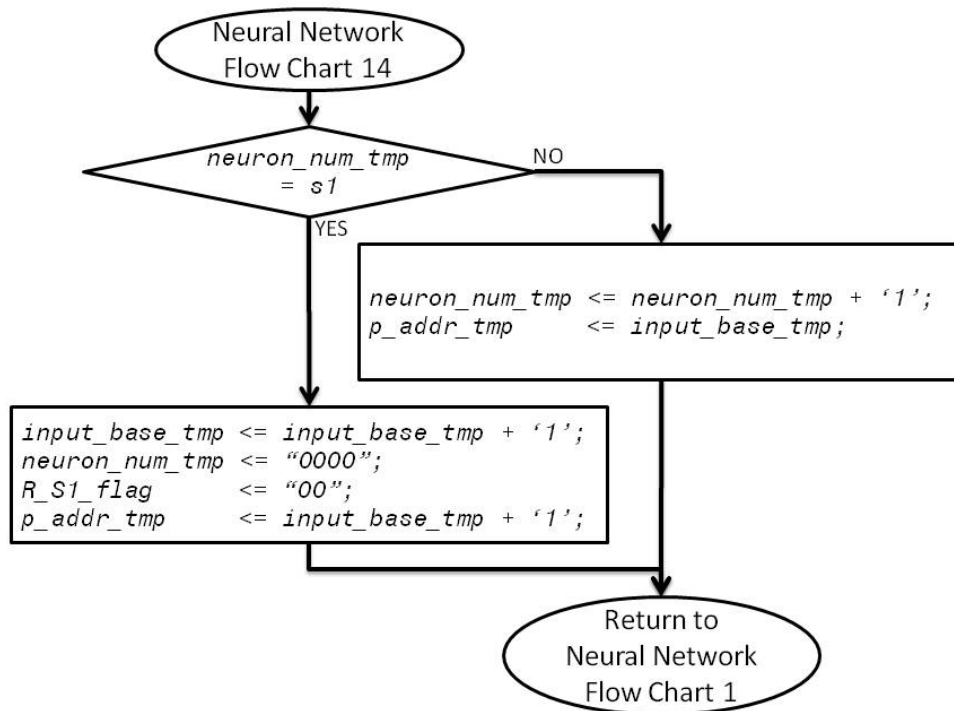 Neural Network
Flow Chart 14
neuron_num_tmp
= s1
NO
YES
neuron_num_tmp <= neuron_num_tmp + ‘1’;
p_addr_tmp <= input_base_tmp;
input_base_tmp <= input_base_tmp + ‘1’;
neuron_num_tmp <= “0000”;
R_S1_flag <= “00”;
p_addr_tmp <= input_base_tmp + ‘1’;
Return to
Neural Network
Flow Chart 1